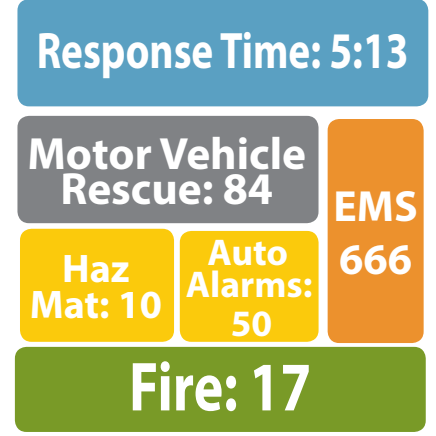 Response Time: 5:13
Motor Vehicle
Rescue: 84
EMS
666
Haz
Mat: 10
Auto
Alarms:
50
Fire: 17